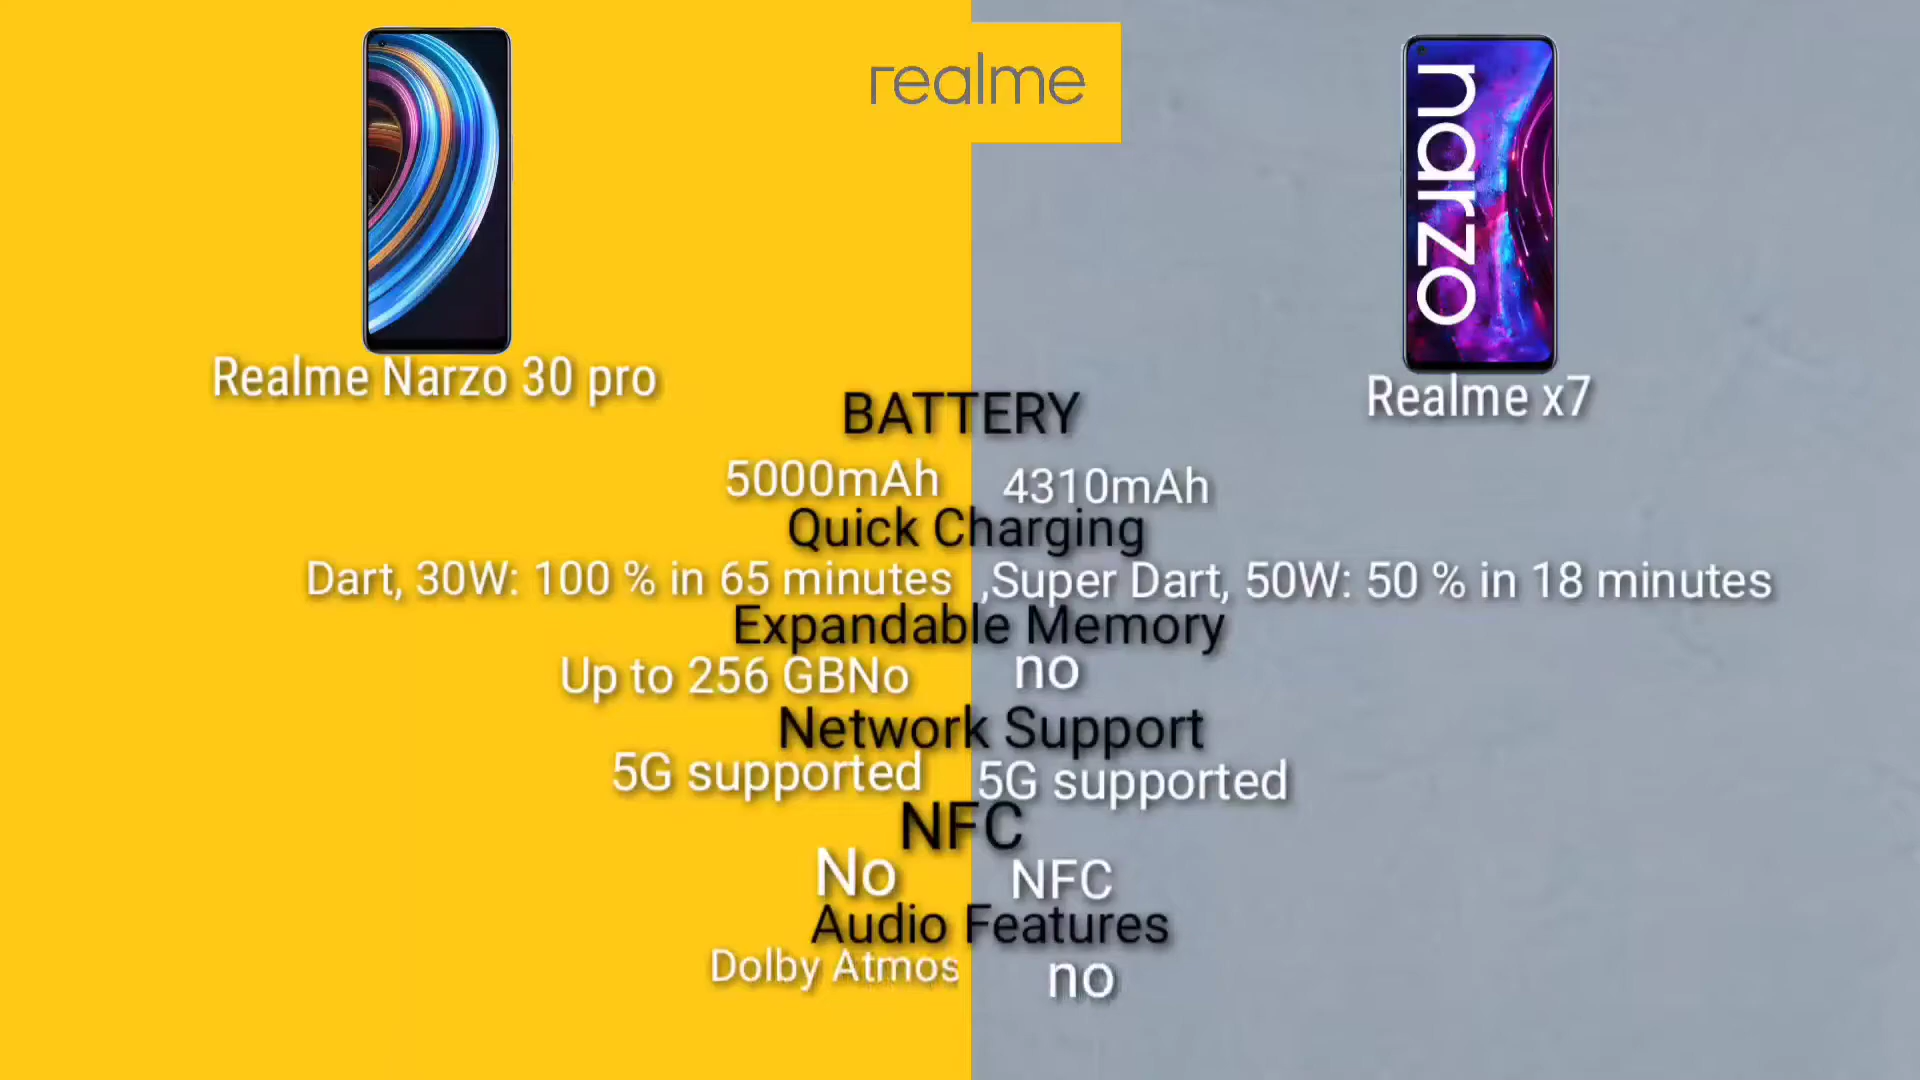 realme
narzo
Realme Narzo 30 pro
Realme x7
BATTERY
5000mAh
4310mAh
Quick Charging
Dart, 30W: 100 % in 65 minutes
,Super Dart, 50W: 50 % in 18 minutes
Expandable Memory
Up to 256 GBNo
no
Network Support
5G supported
5G supported
NFC
No
NFC
Audio Features
Dolby Atmos
no